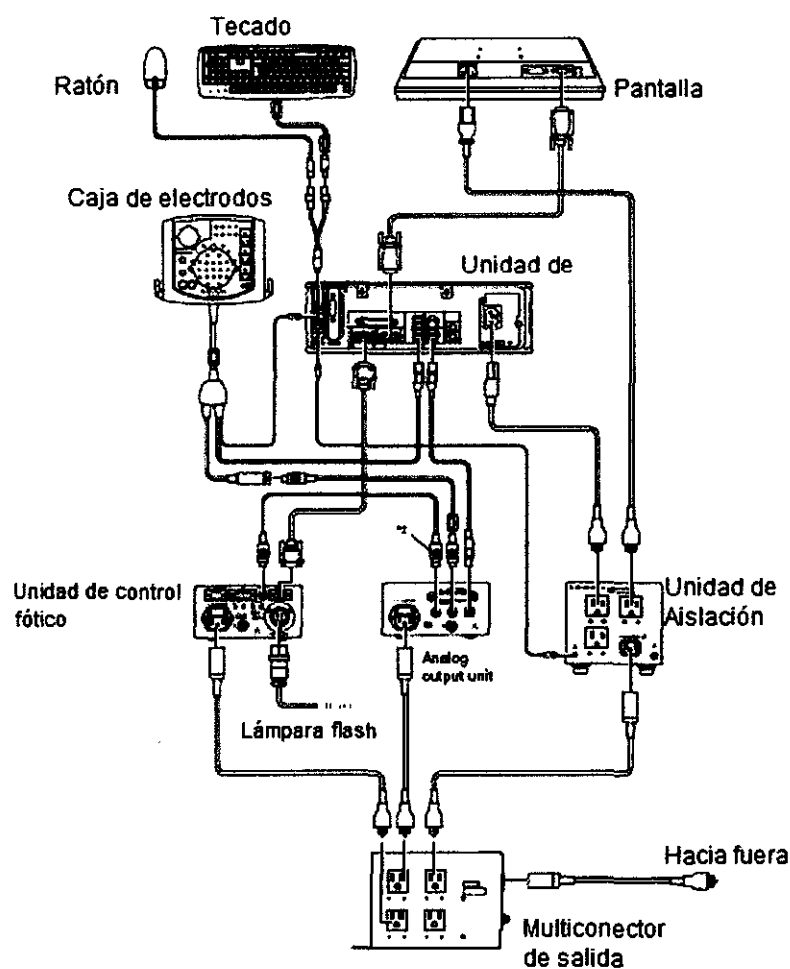 Tecado
Ratón
Pantalla
Caja de electrodos
Unidad de
Unidad de control
fótico
Unidad de
Aislación
Analog
output unit
Lámpara flash
Hacia fuera
Multiconector
de salida